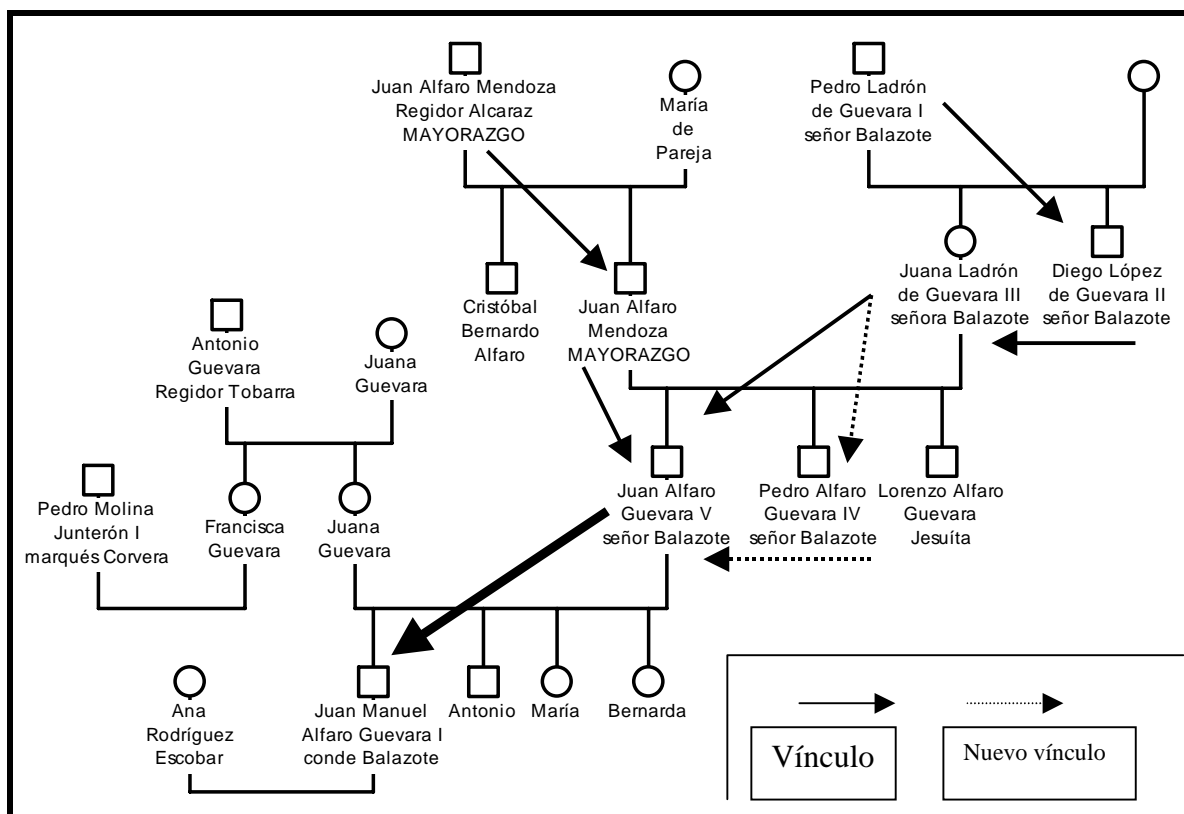 Juan Alfaro Mendoza
Regidor Alcaraz
MAYORAZGO
María
de
Pareja
Pedro Ladrón
de Guevara I
señor Balazote
Cristóbal
Bernardo
Alfaro
Juan Alfaro
Mendoza
MAYORAZGO
Juana Ladrón
de Guevara III
señora Balazote
Diego López
de Guevara II
señor Balazote
Antonio
Guevara
Regidor Tobarra
Juana
Guevara
Pedro Molina
Junterón I
marqués Corvera
Francisca
Guevara
Juana
Guevara
Juan Alfaro
Guevara V
señor Balazote
Pedro Alfaro
Guevara IV
señor Balazote
Lorenzo Alfaro
Guevara
Jesuíta
Ana
Rodríguez
Escobar
Juan Manuel
Alfaro Guevara I
conde Balazote
Antonio
María
Bernarda
Vínculo
Nuevo vínculo